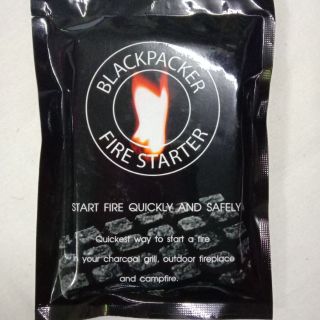 BLACKPACKER
FIRE STARTER
START FIRE QUICKLY AND SAFELY
Quickest way to start a fire
in your charcoal grill, outdoor fireplace
and campfire.